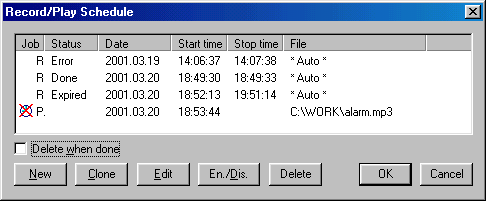 Record/Play Schedule
Job Status Date Start time Stop time File
R Error 2001.03.19 14:06:37 14:07:38 * Auto *
R Done 2001.03.20 18:49:30 18:49:33 * Auto *
R Expired 2001.03.20 18:52:13 19:51:14 * Auto *
P. 2001.03.20 18:53:44 C:\WORK\alarm.mp3
Delete when done
New Clone Edit En./Dis. Delete OK Cancel